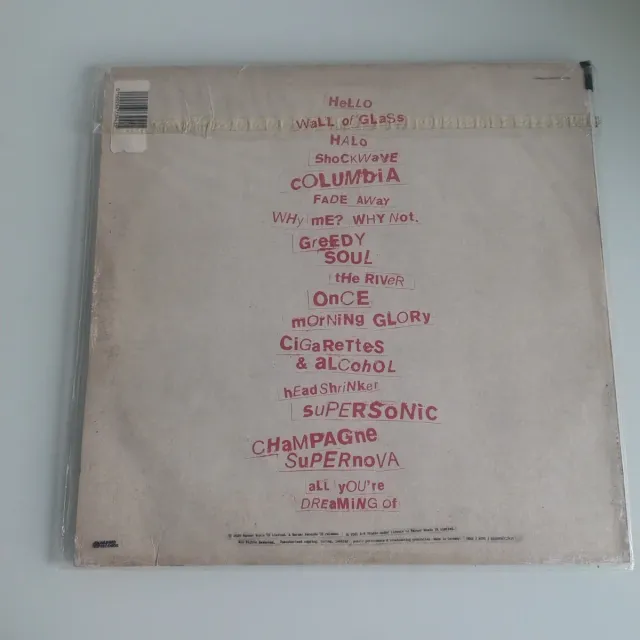 HeLLO
WaLL of GLaSs
HALo
ShoCKWaVE
COLUMbiA
FADE AWay
WHy mE? WHY Not.
GreEDY
SOUL
tHe RIVeR
OnCE
mOrNiNg GLORy
CiGaReTTeS
& aLCohOL
hEadShriNKer
SuPERSoNiC
CHaMPAGne
SuPERnoVA
aLL yOU're
DREaMiNG Of